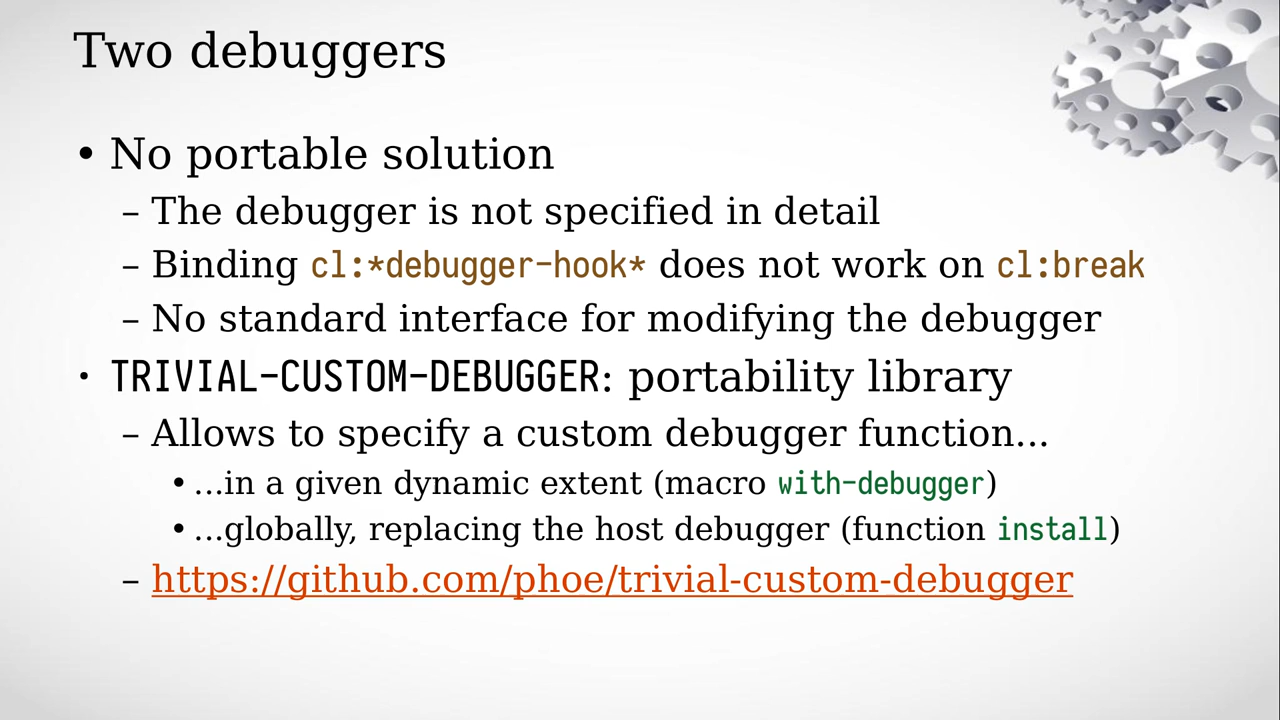 Two debuggers
• No portable solution
– The debugger is not specified in detail
– Binding cl:*debugger-hook* does not work on cl:break
– No standard interface for modifying the debugger
• TRIVIAL-CUSTOM-DEBUGGER: portability library
– Allows to specify a custom debugger function...
• ...in a given dynamic extent (macro with-debugger)
• ...globally, replacing the host debugger (function install)
– https://github.com/phoe/trivial-custom-debugger